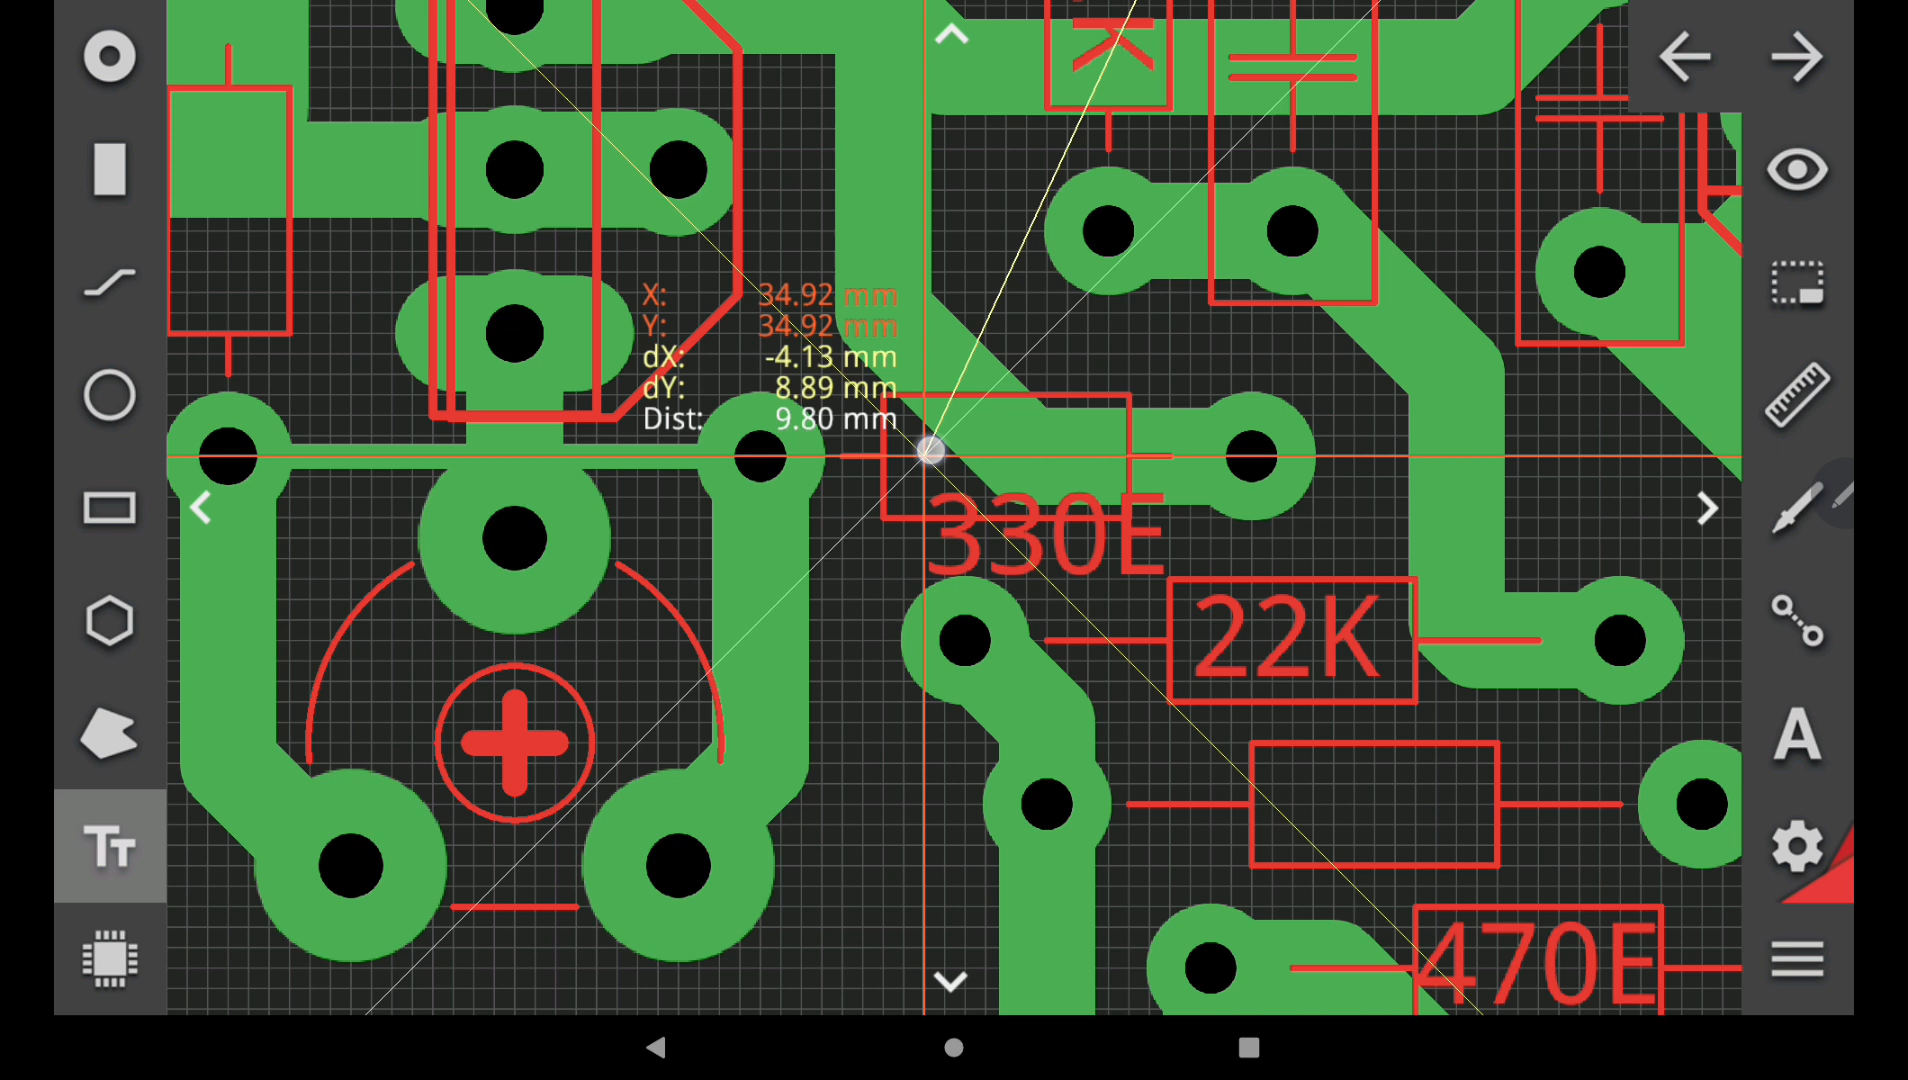 K
X: 34.92 mm
Y: 34.92 mm
dX: -4.13 mm
dY: 8.89 mm
Dist: 9.80 mm
330E
22K
A
TT
470E